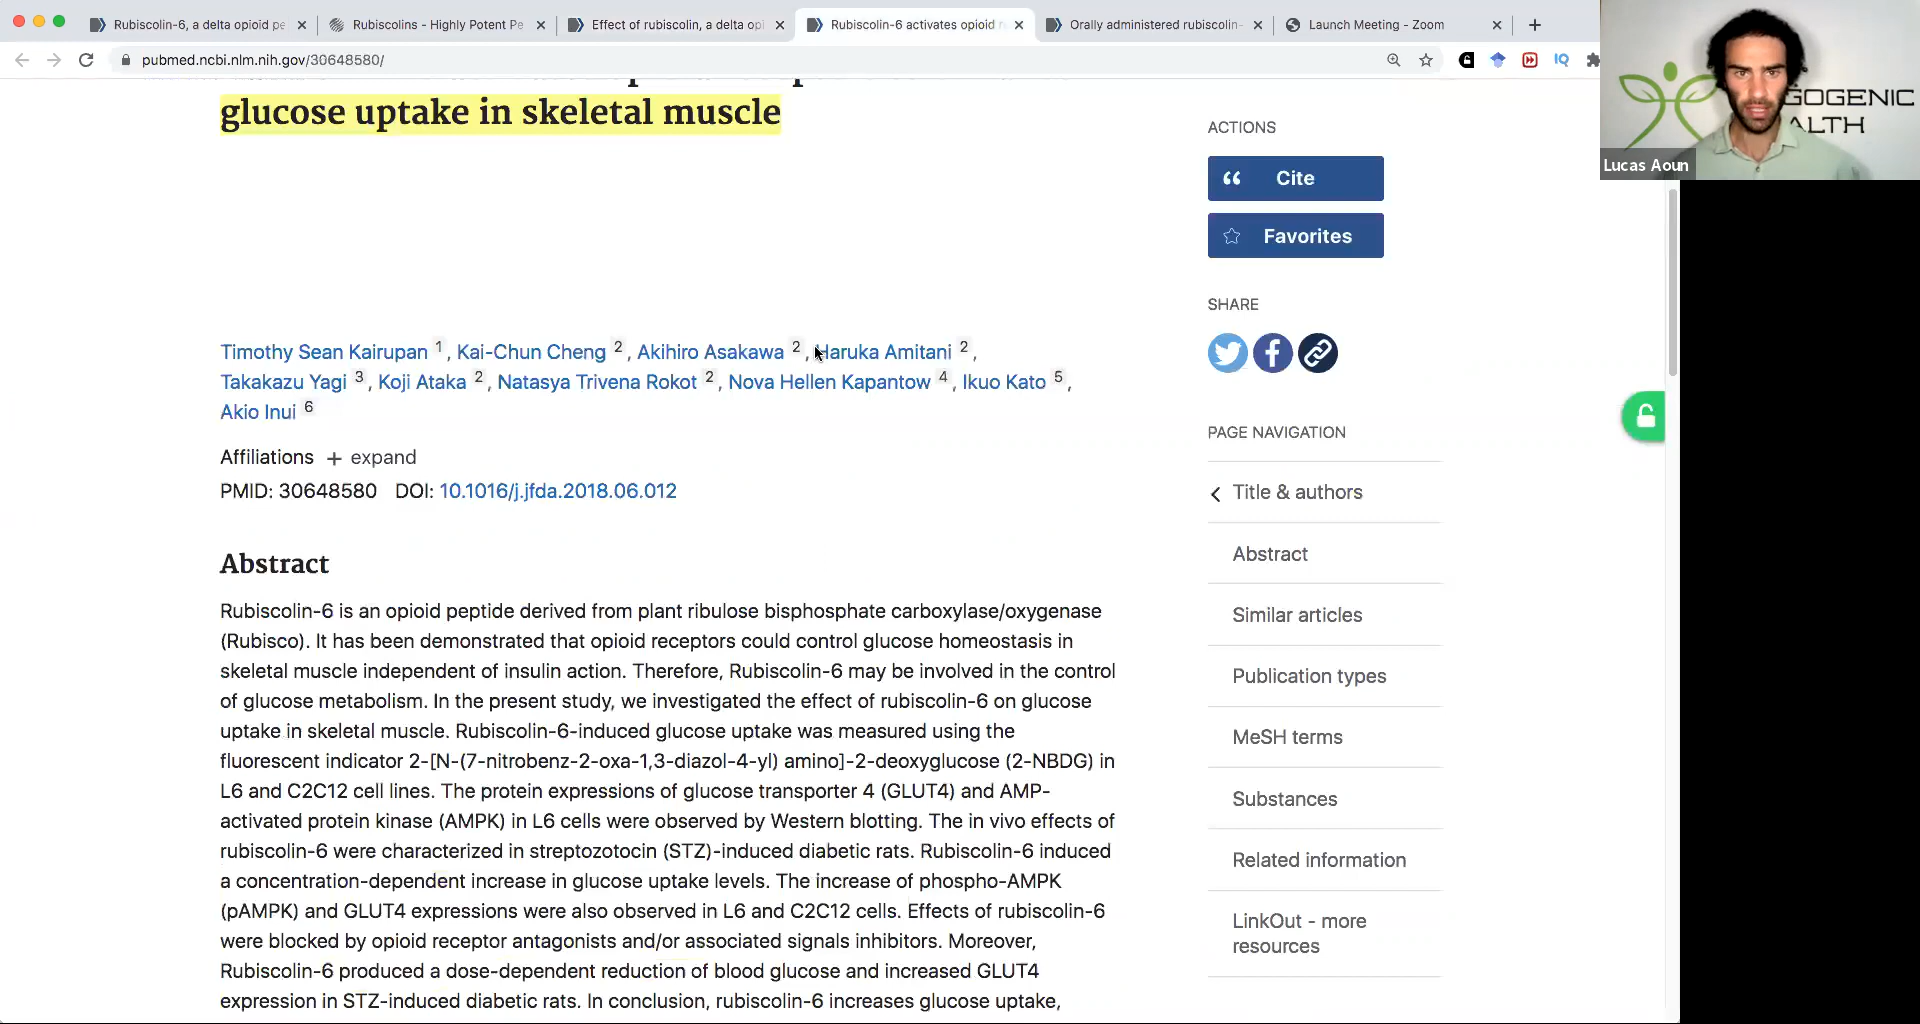 Rubiscolin-6, a delta opioid pe
Rubiscolins - Highly Potent Pe
Effect of rubiscolin, a delta opi
Rubiscolin-6 activates opioid r
Orally administered rubiscolin-
Launch Meeting - Zoom
pubmed.ncbi.nlm.nih.gov/30648580/
IQ
glucose uptake in skeletal muscle
Timothy Sean Kairupan 1, Kai-Chun Cheng 2, Akihiro Asakawa 2, Haruka Amitani 2,
Takakazu Yagi 3, Koji Ataka 2, Natasya Trivena Rokot 2, Nova Hellen Kapantow 4, Ikuo Kato 5,
Akio Inui 6
Affiliations + expand
PMID: 30648580 DOI: 10.1016/j.jfda.2018.06.012
Abstract
Rubiscolin-6 is an opioid peptide derived from plant ribulose bisphosphate carboxylase/oxygenase
(Rubisco). It has been demonstrated that opioid receptors could control glucose homeostasis in
skeletal muscle independent of insulin action. Therefore, Rubiscolin-6 may be involved in the control
of glucose metabolism. In the present study, we investigated the effect of rubiscolin-6 on glucose
uptake in skeletal muscle. Rubiscolin-6-induced glucose uptake was measured using the
fluorescent indicator 2-[N-(7-nitrobenz-2-oxa-1,3-diazol-4-yl) amino]-2-deoxyglucose (2-NBDG) in
L6 and C2C12 cell lines. The protein expressions of glucose transporter 4 (GLUT4) and AMP-
activated protein kinase (AMPK) in L6 cells were observed by Western blotting. The in vivo effects of
rubiscolin-6 were characterized in streptozotocin (STZ)-induced diabetic rats. Rubiscolin-6 induced
a concentration-dependent increase in glucose uptake levels. The increase of phospho-AMPK
(pAMPK) and GLUT4 expressions were also observed in L6 and C2C12 cells. Effects of rubiscolin-6
were blocked by opioid receptor antagonists and/or associated signals inhibitors. Moreover,
Rubiscolin-6 produced a dose-dependent reduction of blood glucose and increased GLUT4
expression in STZ-induced diabetic rats. In conclusion, rubiscolin-6 increases glucose uptake,
ACTIONS
Cite
Favorites
SHARE
PAGE NAVIGATION
Title & authors
Abstract
Similar articles
Publication types
MeSH terms
Substances
Related information
LinkOut - more
resources
GOGENIC
ALTH
Lucas Aoun